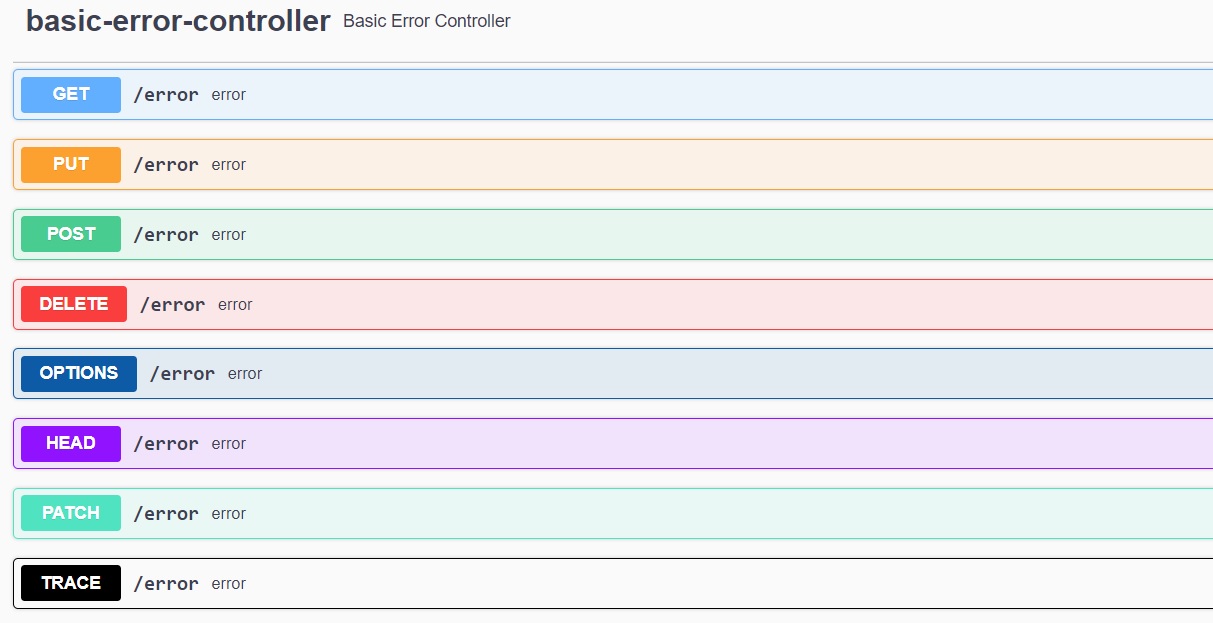 basic-error-controller Basic Error Controller
GET /error error
PUT /error error
POST /error error
DELETE /error error
OPTIONS /error error
HEAD /error error
PATCH /error error
TRACE /error error